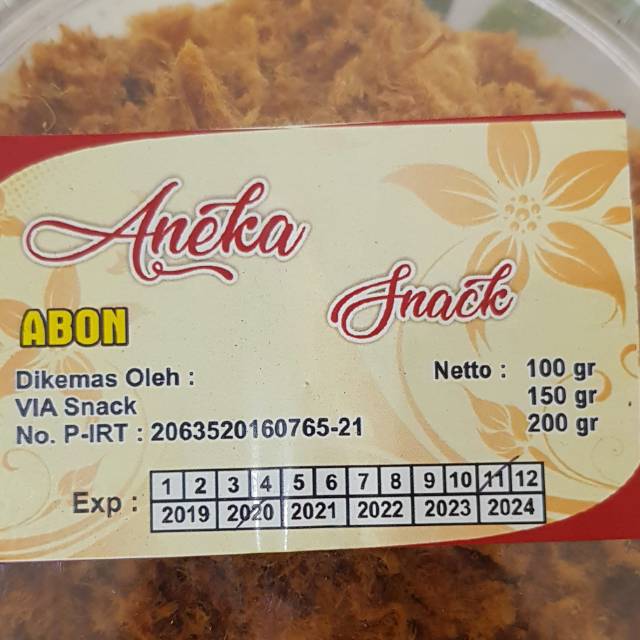 Aneka
Snack
ABON
Dikemas Oleh :
VIA Snack
No. P-IRT : 2063520160765-21
Netto : 100 gr
150 gr
200 gr
Exp :
1 2 3 4 5 6 7 8 9 10 11 12
2019 2020 2021 2022 2023 2024